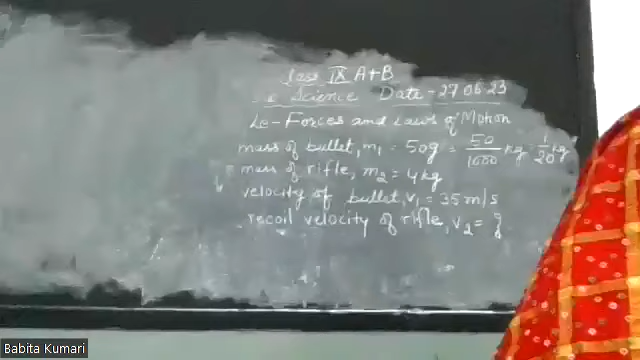 Class IX A+B
Science Date - 27.06.23
Le - Forces and Laws of Motion
mass of bullet, m₁ = 50g = 50/1000 kg = 1/20 kg
mass of rifle, m₂ = 4 kg
velocity of bullet, v₁ = 35 m/s
recoil velocity of rifle, v₂ = ?
Babita Kumari